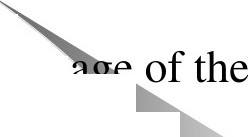 age of the